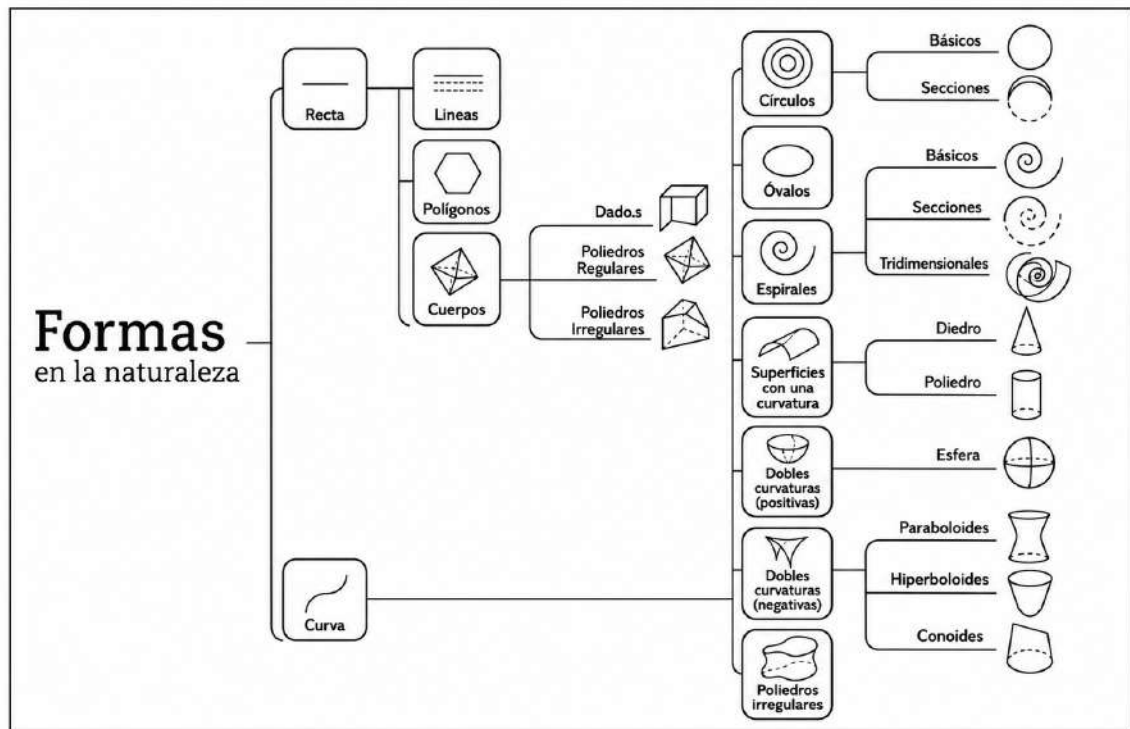 Formas
en la naturaleza
Recta
Lineas
Polígonos
Cuerpos
Dado.s
Poliedros
Regulares
Poliedros
Irregulares
Curva
Círculos
Básicos
Secciones
Óvalos
Espirales
Básicos
Secciones
Tridimensionales
Superficies
con una
curvatura
Diedro
Poliedro
Dobles
curvaturas
(positivas)
Esfera
Dobles
curvaturas
(negativas)
Paraboloides
Hiperboloides
Conoides
Poliedros
irregulares